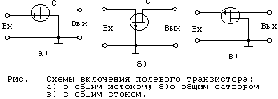 С
Вх
Вых
а)
С
Вх
Вых
б)
С
Вх
Вых
в)
Рис. Схемы включения полевого транзистора:
а) с общим истоком; б) с общим затвором
в) с общим стоком.